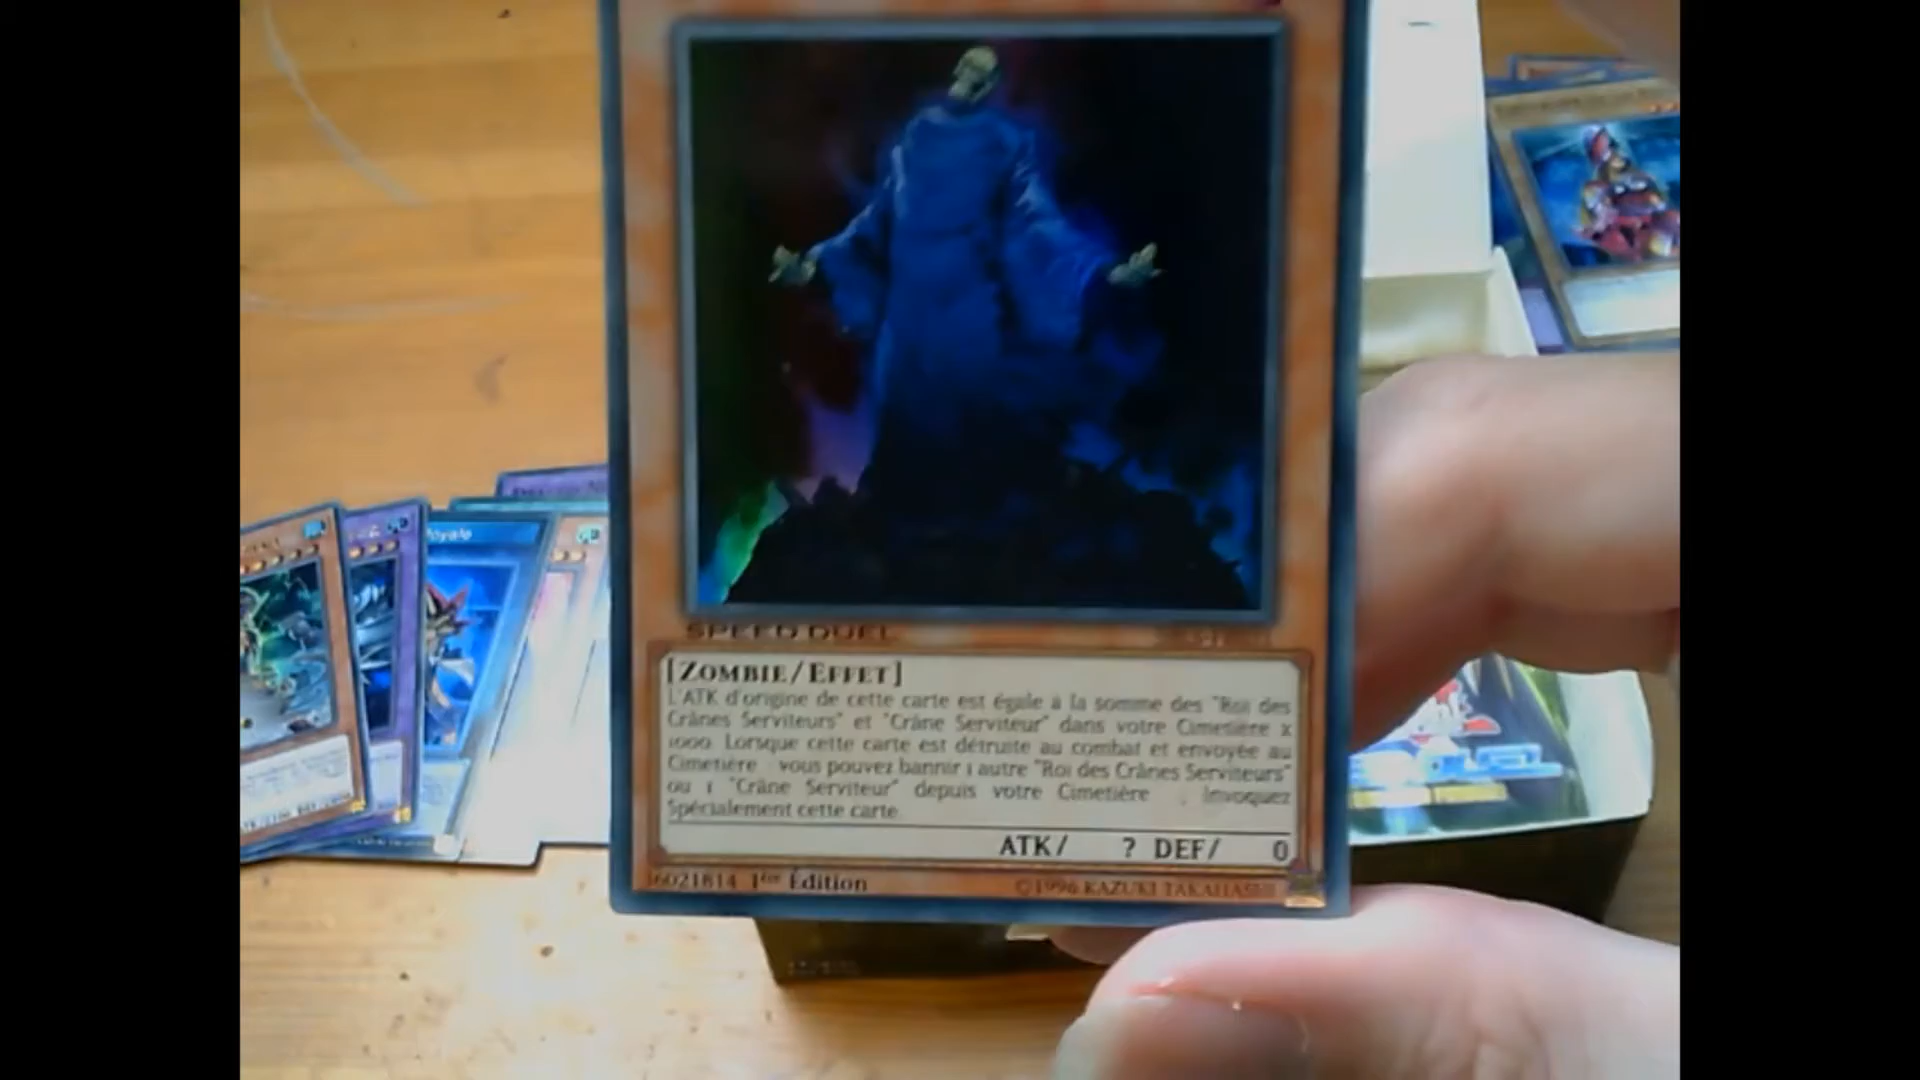 SPEED DUEL
[ZOMBIE/EFFET]
L'ATK d'origine de cette carte est égale à la somme des "Roi des
Crânes Serviteurs" et "Crâne Serviteur" dans votre Cimetière x
1000. Lorsque cette carte est détruite au combat et envoyée au
Cimetière : vous pouvez bannir 1 autre "Roi des Crânes Serviteurs"
ou 1 "Crâne Serviteur" depuis votre Cimetière ; Invoquez
Spécialement cette carte.
ATK/ ? DEF/ 0
36021814 1ère Édition ©1996 KAZUKI TAKAHASHI